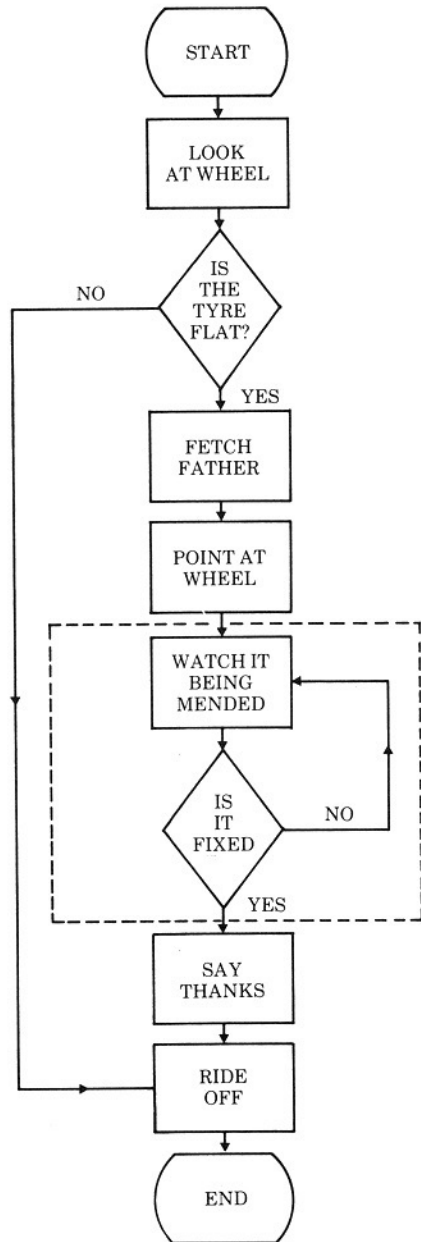 START
LOOK
AT WHEEL
IS
THE
TYRE
FLAT?
NO
YES
FETCH
FATHER
POINT AT
WHEEL
WATCH IT
BEING
MENDED
IS
IT
FIXED
NO
YES
SAY
THANKS
RIDE
OFF
END